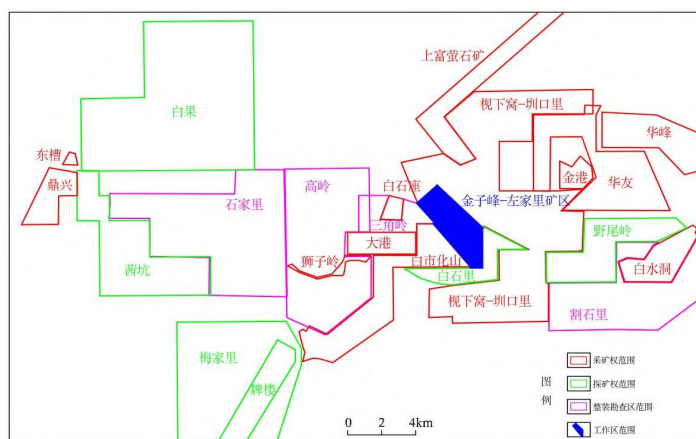 上富萤石矿
枧下窝-圳口里
白果
华峰
东槽
鼎兴
石家里
高岭
白石座
金港
华友
金子峰-左家里矿区
三角岭
大港
野尾岭
狮子岭
白市化山
白石里
白水洞
茜坑
枧下窝-圳口里
割石里
梅家里
牌楼
图例
采矿权范围
探矿权范围
整装勘查区范围
工作区范围
0 2 4km